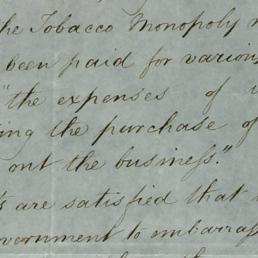 the Tobacco Monopoly
been paid for various
"the expenses of
ing the purchase of
out the business."
s are satisfied that
overnment to embarrass